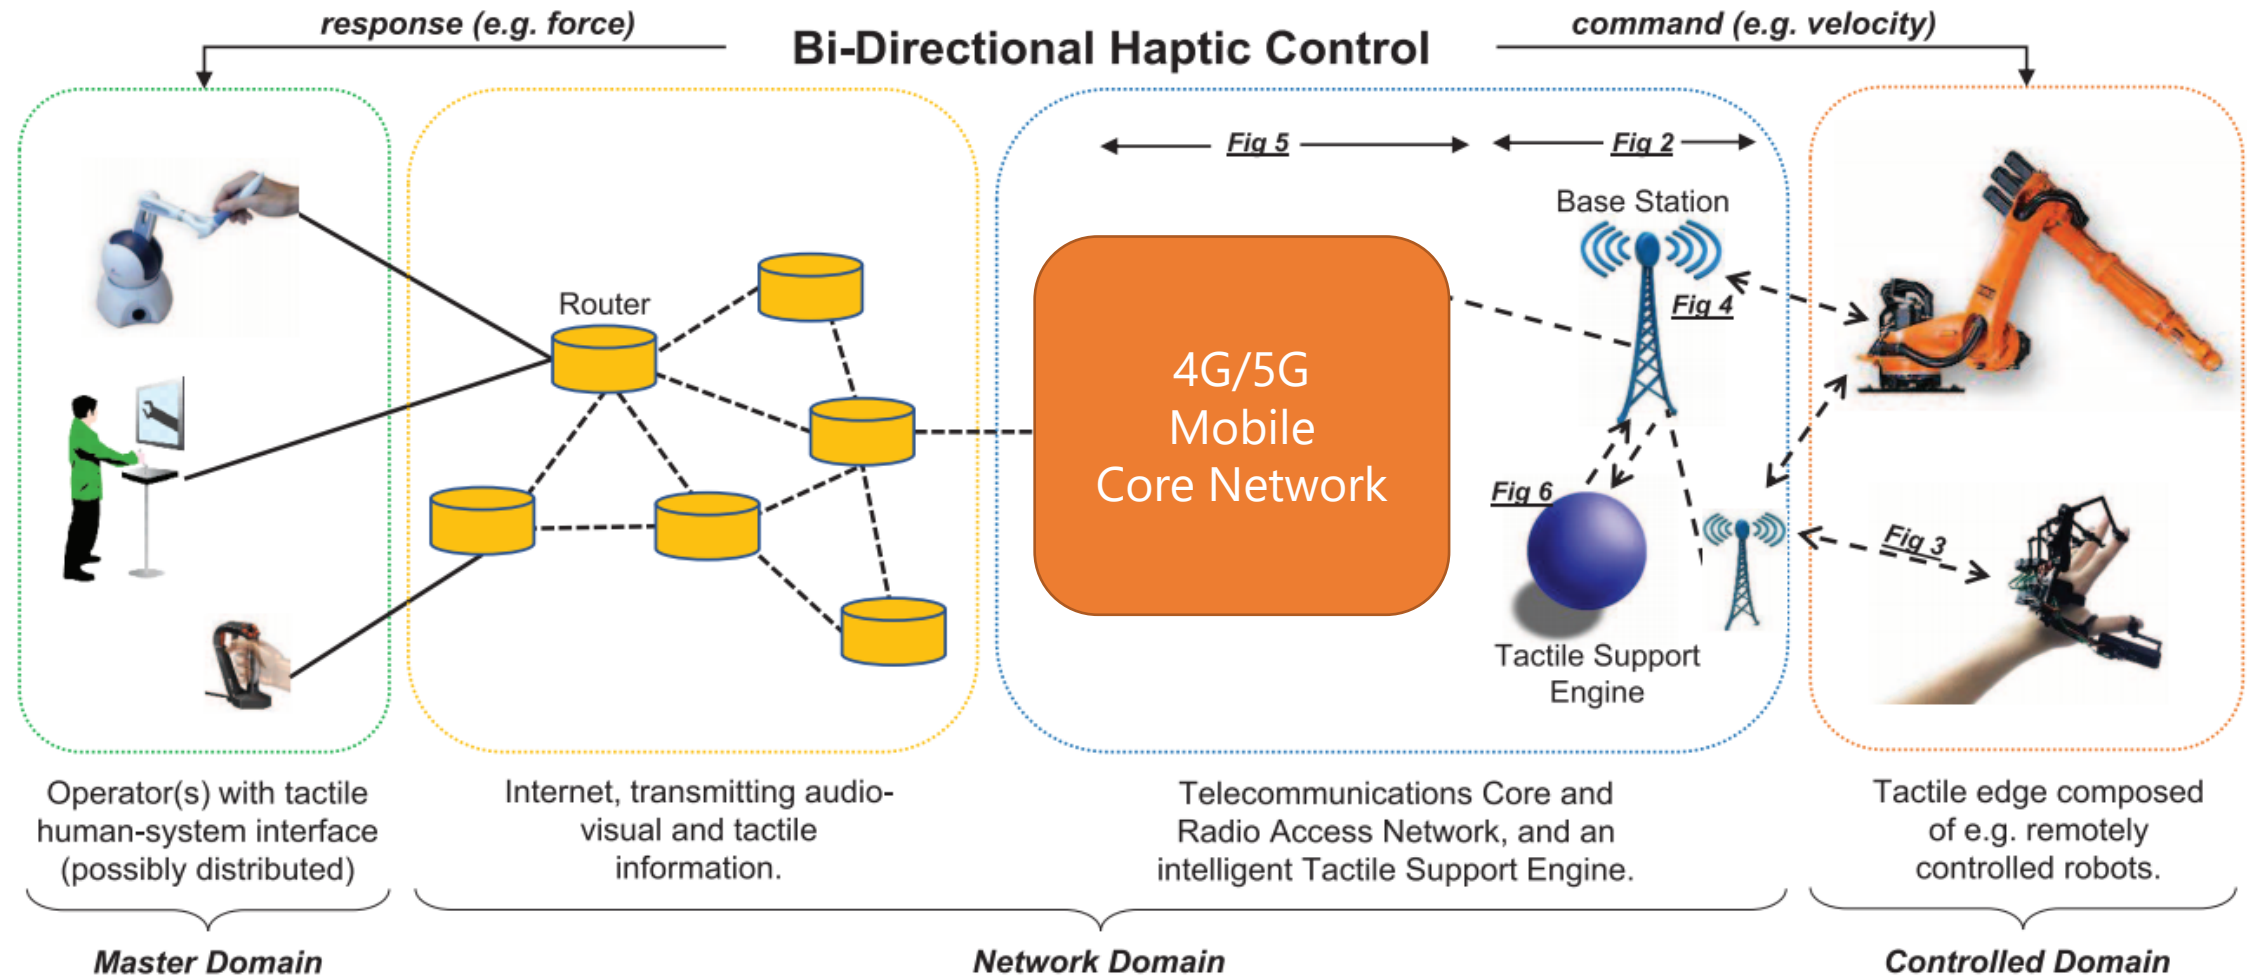 response (e.g. force)
Bi-Directional Haptic Control
command (e.g. velocity)
Fig 5
Fig 2
Base Station
Fig 4
Router
4G/5G
Mobile
Core Network
Fig 6
Fig 3
Tactile Support
Engine
Operator(s) with tactile
human-system interface
(possibly distributed)
Internet, transmitting audio-
visual and tactile
information.
Telecommunications Core and
Radio Access Network, and an
intelligent Tactile Support Engine.
Tactile edge composed
of e.g. remotely
controlled robots.
Master Domain
Network Domain
Controlled Domain